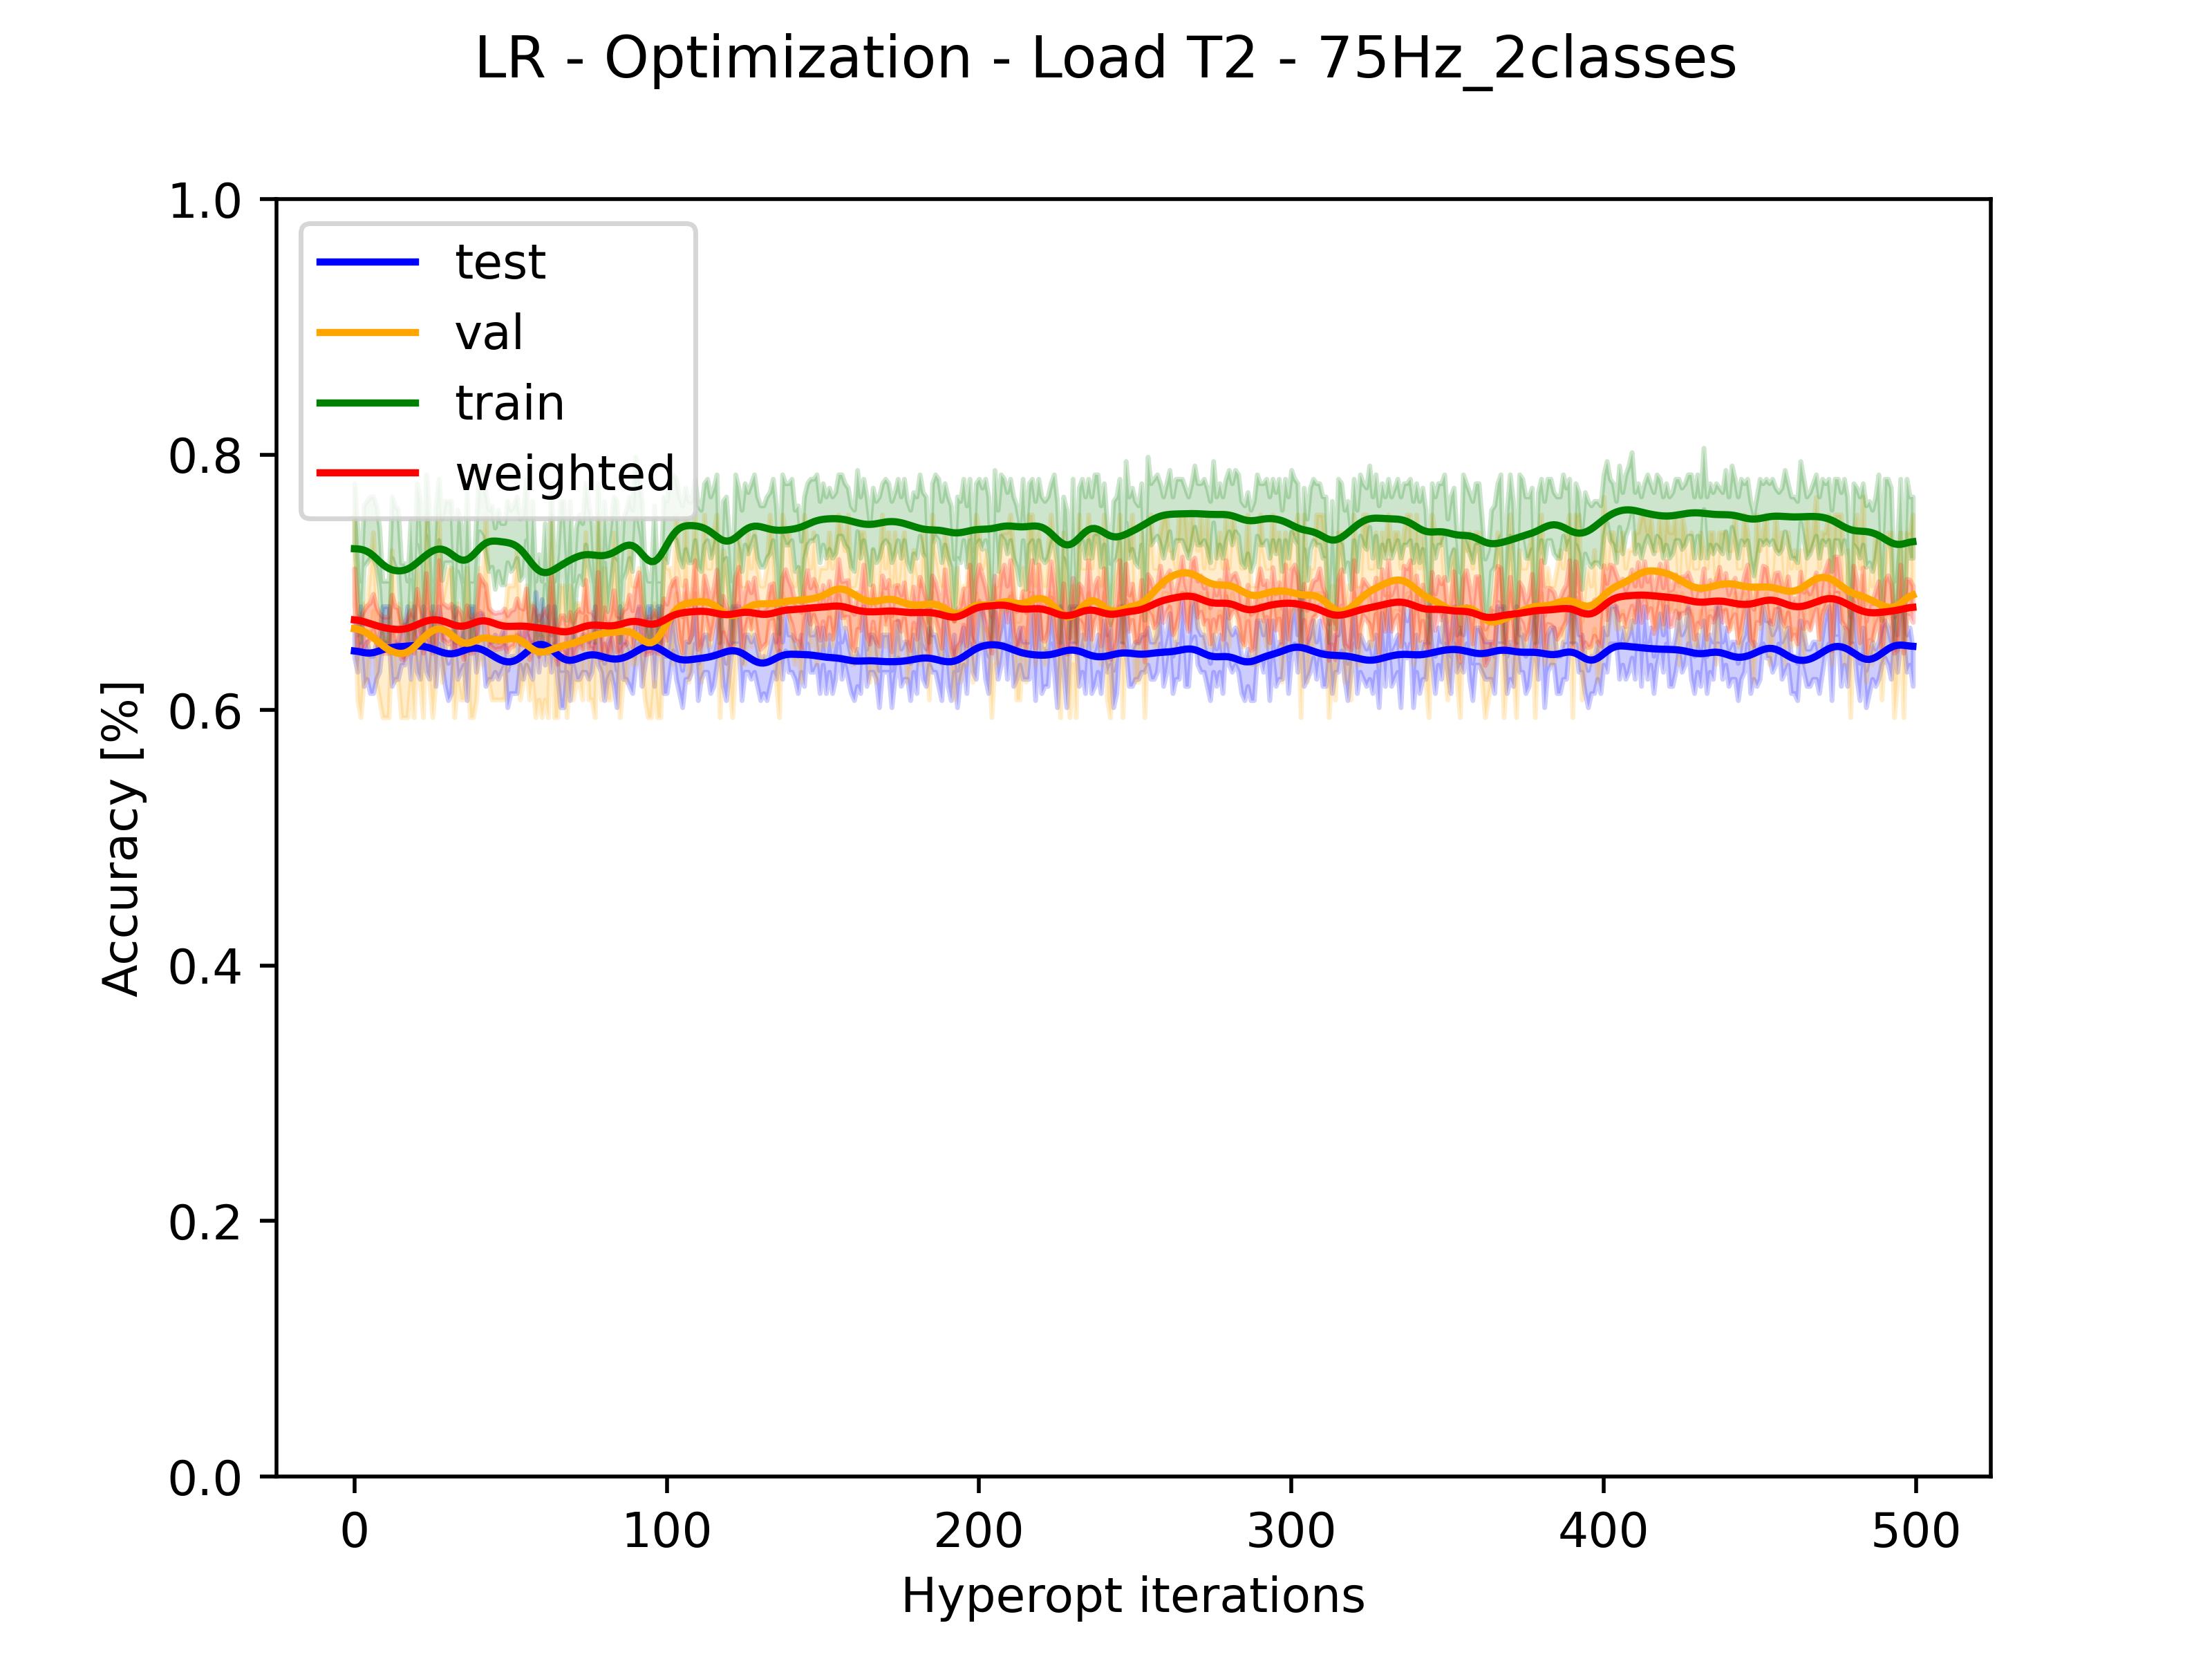 LR - Optimization - Load T2 - 75Hz_2classes
1.0
0.8
0.6
0.4
0.2
0.0
Accuracy [%]
test
val
train
weighted
0 100 200 300 400 500
Hyperopt iterations